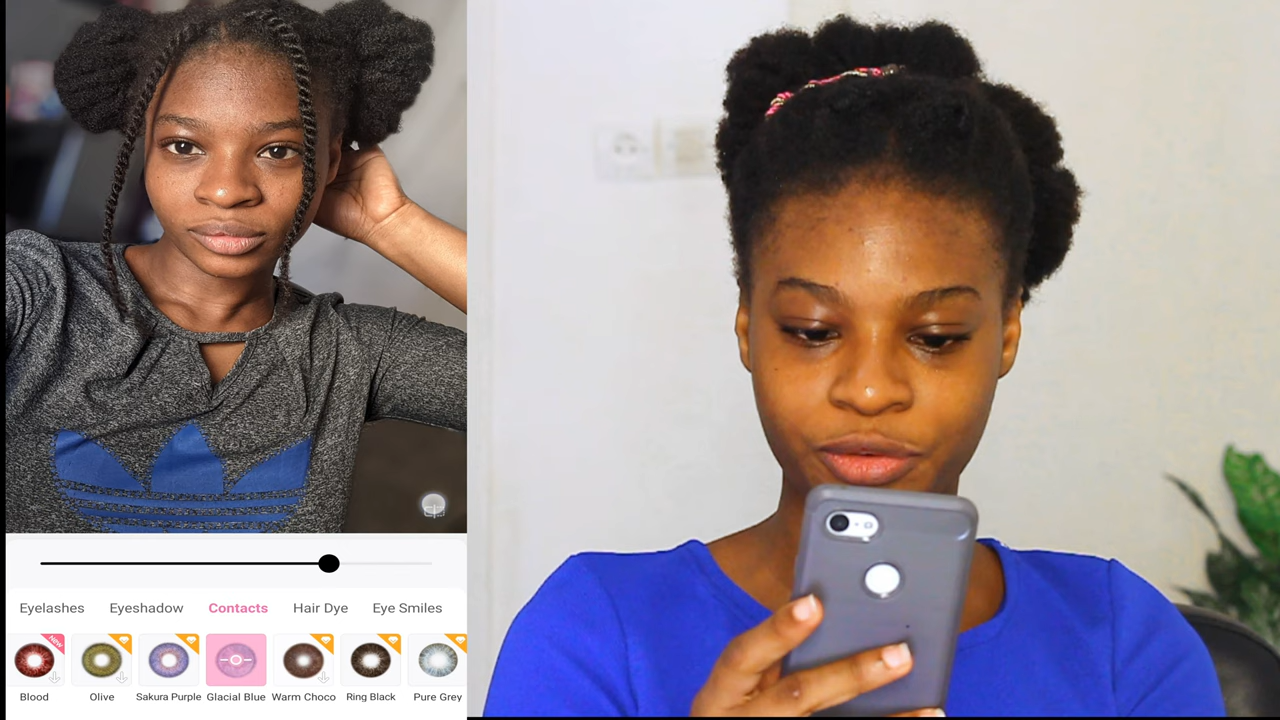 Eyelashes Eyeshadow Contacts Hair Dye Eye Smiles
New
Blood Olive Sakura Purple Glacial Blue Warm Choco Ring Black Pure Grey